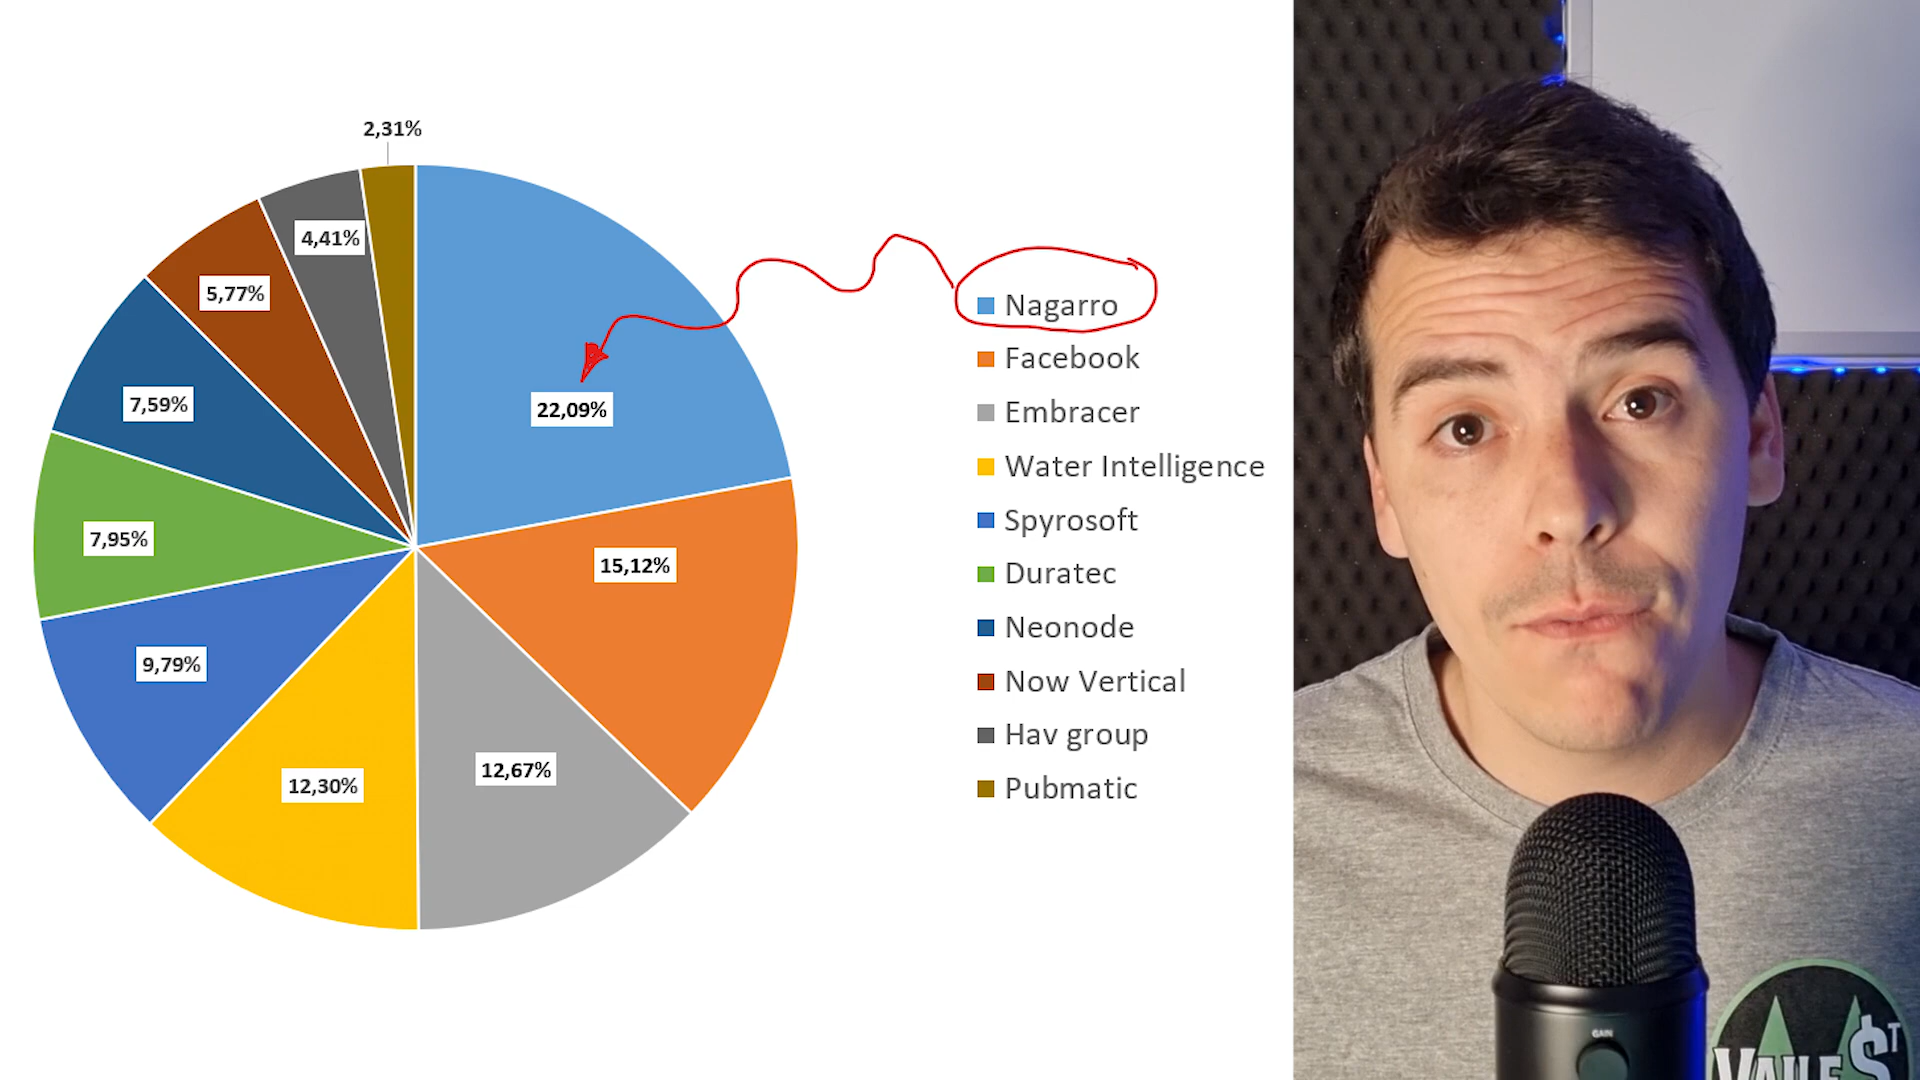 2,31%
4,41%
5,77%
7,59%
7,95%
9,79%
12,30%
12,67%
15,12%
22,09%
Nagarro
Facebook
Embracer
Water Intelligence
Spyrosoft
Duratec
Neonode
Now Vertical
Hav group
Pubmatic
GAIN